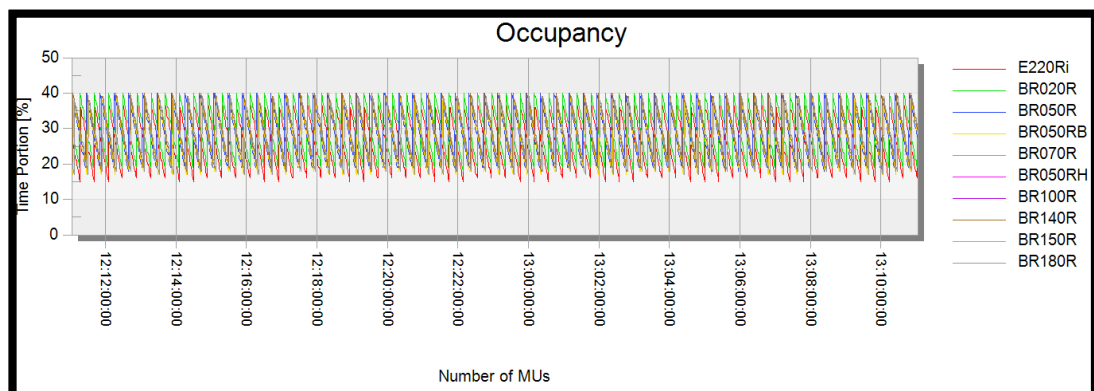 Occupancy
Time Portion [%]
50
40
30
20
10
0
12:12:00:00
12:14:00:00
12:16:00:00
12:18:00:00
12:20:00:00
12:22:00:00
13:00:00:00
13:02:00:00
13:04:00:00
13:06:00:00
13:08:00:00
13:10:00:00
Number of MUs
E220Ri
BR020R
BR050R
BR050RB
BR070R
BR050RH
BR100R
BR140R
BR150R
BR180R